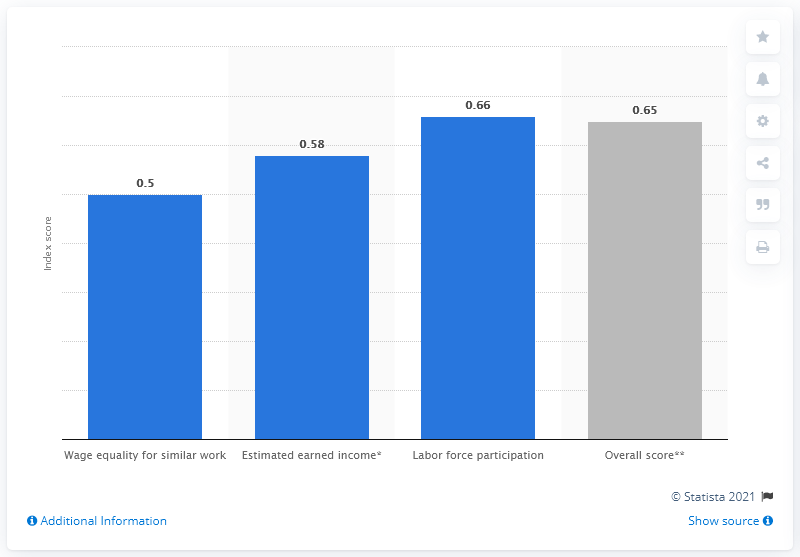 0.66
0.65
0.58
0.5
Index score
Wage equality for similar work
Estimated earned income*
Labor force participation
Overall score**
© Statista 2021
Additional Information
Show source